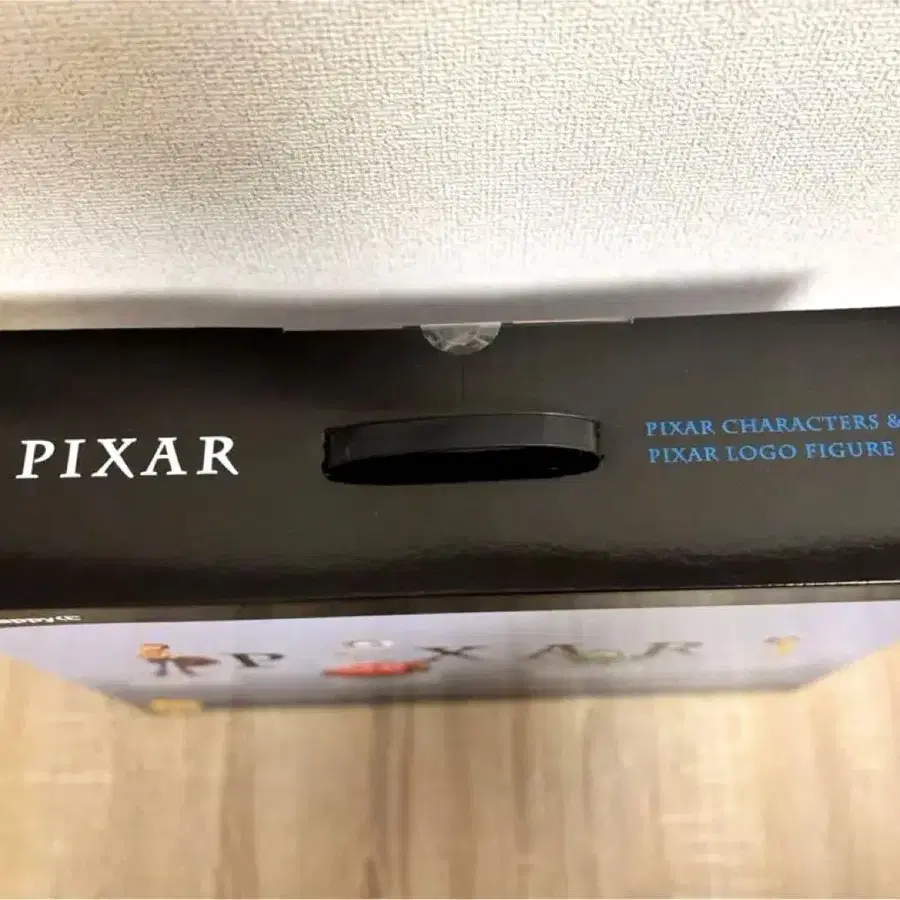 PIXAR
PIXAR CHARACTERS &
PIXAR LOGO FIGURE
P X A R